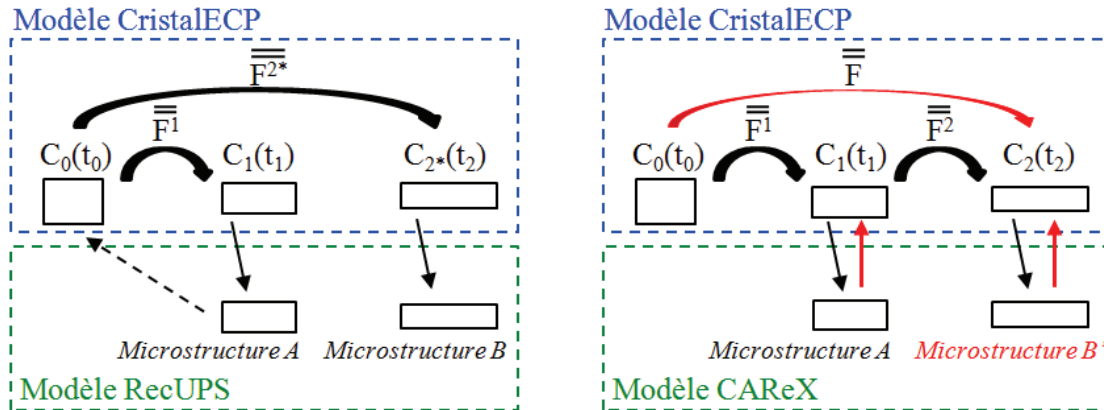 Modèle CristalECP
F2*
F1
C0(t0) C1(t1) C2*(t2)
Microstructure A Microstructure B
Modèle RecUPS
Modèle CristalECP
F
F1 F2
C0(t0) C1(t1) C2(t2)
Microstructure A Microstructure B'
Modèle CAReX